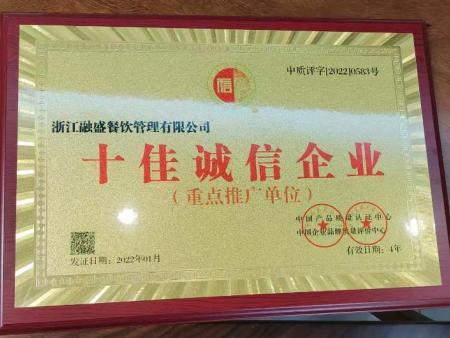 信
中质评字[2022]0583号
浙江融盛餐饮管理有限公司
十佳诚信企业
（重点推广单位）
中国产品质量认证中心
中国企业品牌质量评价中心
发证日期：2022年01月
有效日期：4年